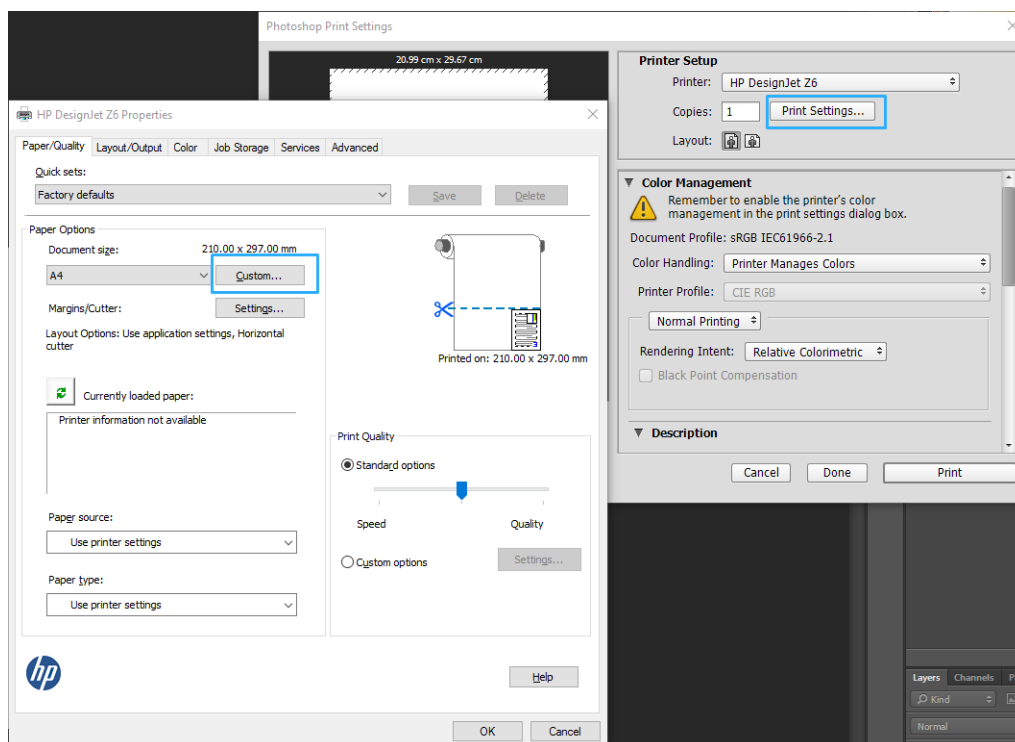 Photoshop Print Settings
20.99 cm x 29.67 cm
Printer Setup
Printer: HP DesignJet Z6
Copies: 1 Print Settings...
Layout:
Color Management
Remember to enable the printer's color
management in the print settings dialog box.
Document Profile: sRGB IEC61966-2.1
Color Handling: Printer Manages Colors
Printer Profile: CIE RGB
Normal Printing
Rendering Intent: Relative Colorimetric
Black Point Compensation
Description
Cancel Done Print
HP DesignJet Z6 Properties
Paper/Quality Layout/Output Color Job Storage Services Advanced
Quick sets:
Factory defaults Save Delete
Paper Options
Document size: 210.00 x 297.00 mm
A4 Custom...
Margins/Cutter: Settings...
Layout Options: Use application settings, Horizontal
cutter
Printed on: 210.00 x 297.00 mm
Currently loaded paper:
Printer information not available
Print Quality
Standard options
Speed Quality
Custom options Settings...
Paper source:
Use printer settings
Paper type:
Use printer settings
hp
Help
OK Cancel
Layers Channels P
Kind
Normal